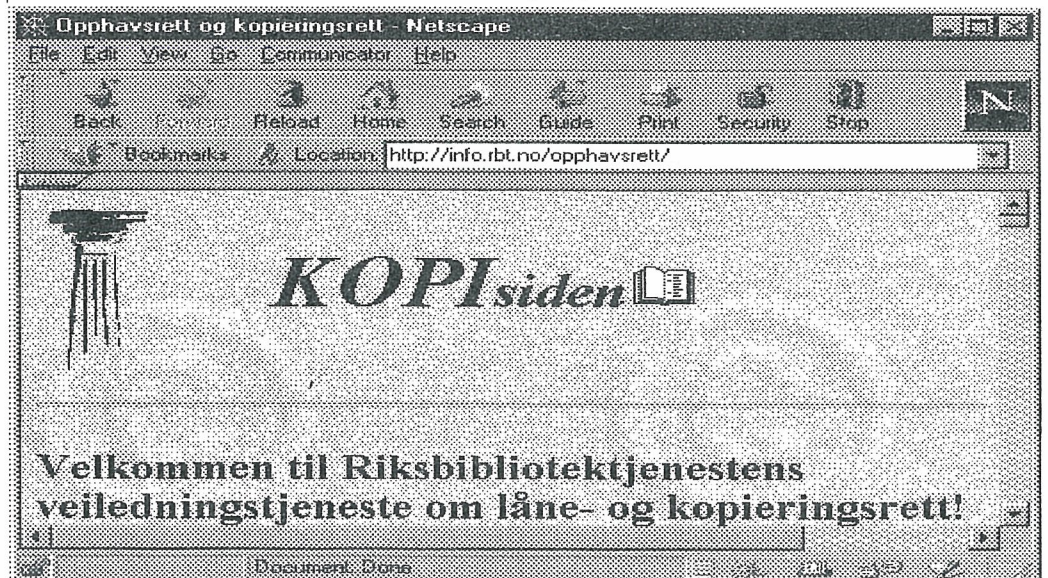 Opphavsrett og kopieringsrett - Netscape
File Edit View Go Communicator Help
Back Forward Reload Home Search Guide Print Security Stop
N
Bookmarks Location: http://info.rbt.no/opphavsrett/
KOPIsiden
Velkommen til Riksbibliotektjenestens
veiledningstjeneste om låne- og kopieringsrett!
Document: Done